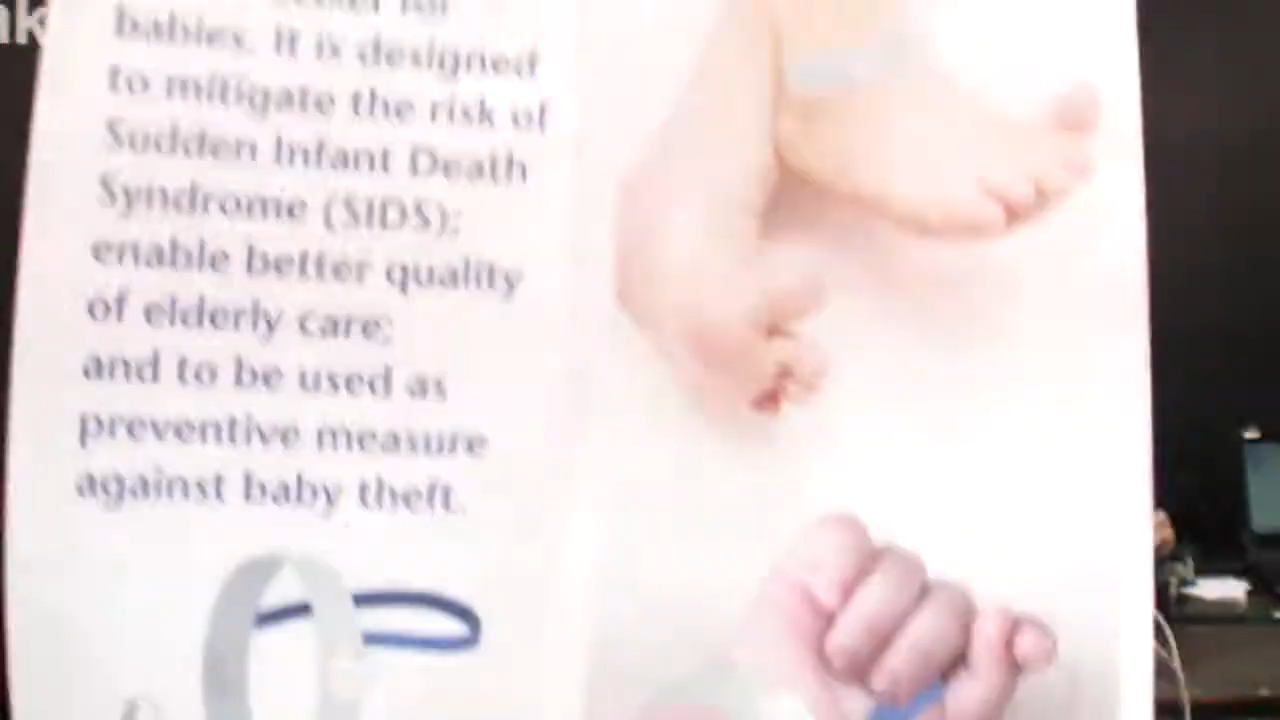 babies. It is designed
to mitigate the risk of
Sudden Infant Death
Syndrome (SIDS);
enable better quality
of elderly care;
and to be used as
preventive measure
against baby theft.